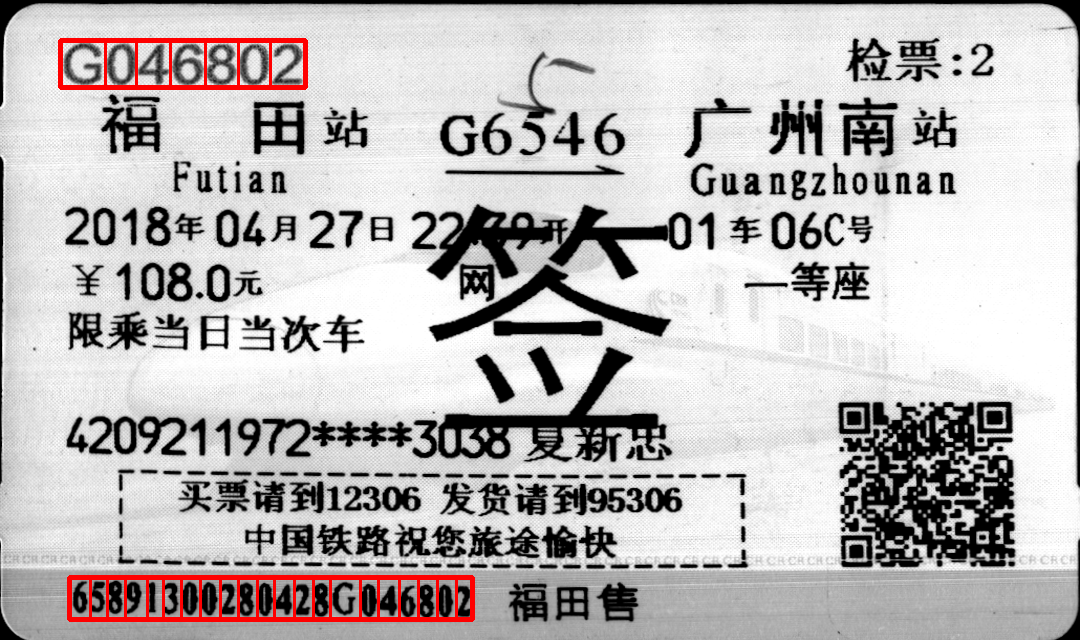 G046802
检票:2
福田站 G6546 广州南站
Futian Guangzhounan
2018年04月27日 22:39开 01车06C号
￥108.0元 网 一等座
限乘当日当次车
签
4209211972****3038 夏新忠
买票请到12306 发货请到95306
中国铁路祝您旅途愉快
65891300280428G046802 福田售